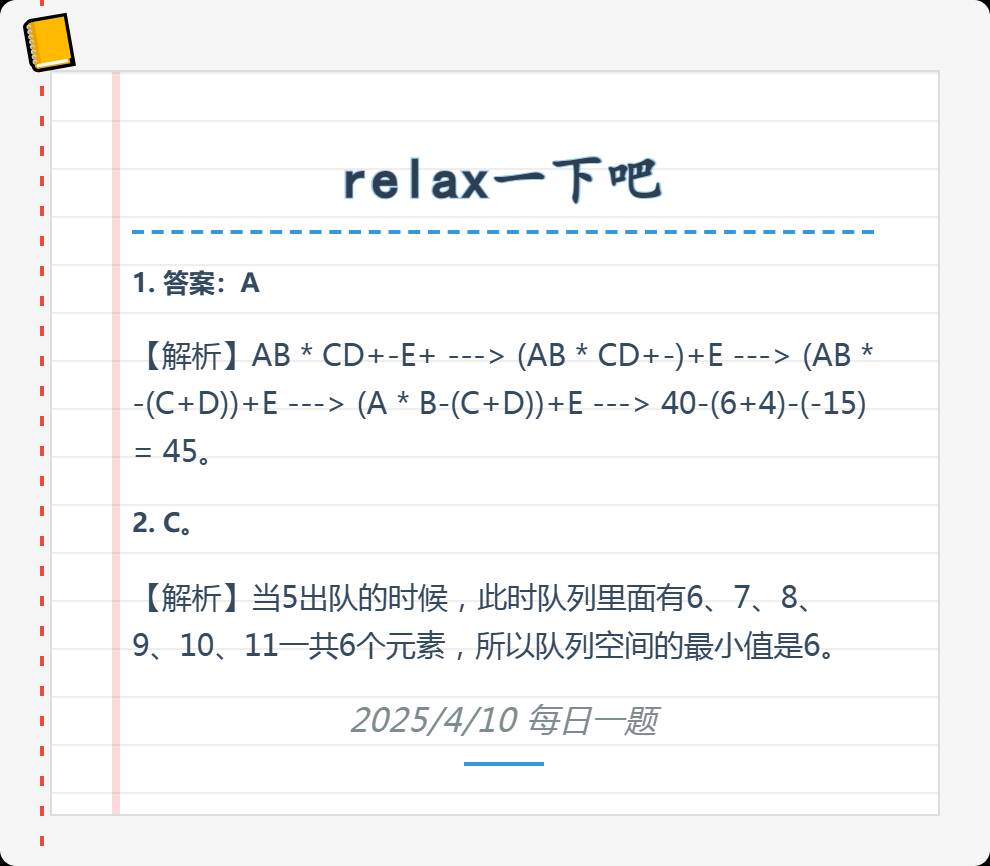 relax一下吧
1. 答案：A
【解析】AB * CD+-E+ ---> (AB * CD+-)+E ---> (AB *
-(C+D))+E ---> (A * B-(C+D))+E ---> 40-(6+4)-(-15)
= 45。
2. C。
【解析】当5出队的时候，此时队列里面有6、7、8、
9、10、11一共6个元素，所以队列空间的最小值是6。
2025/4/10 每日一题